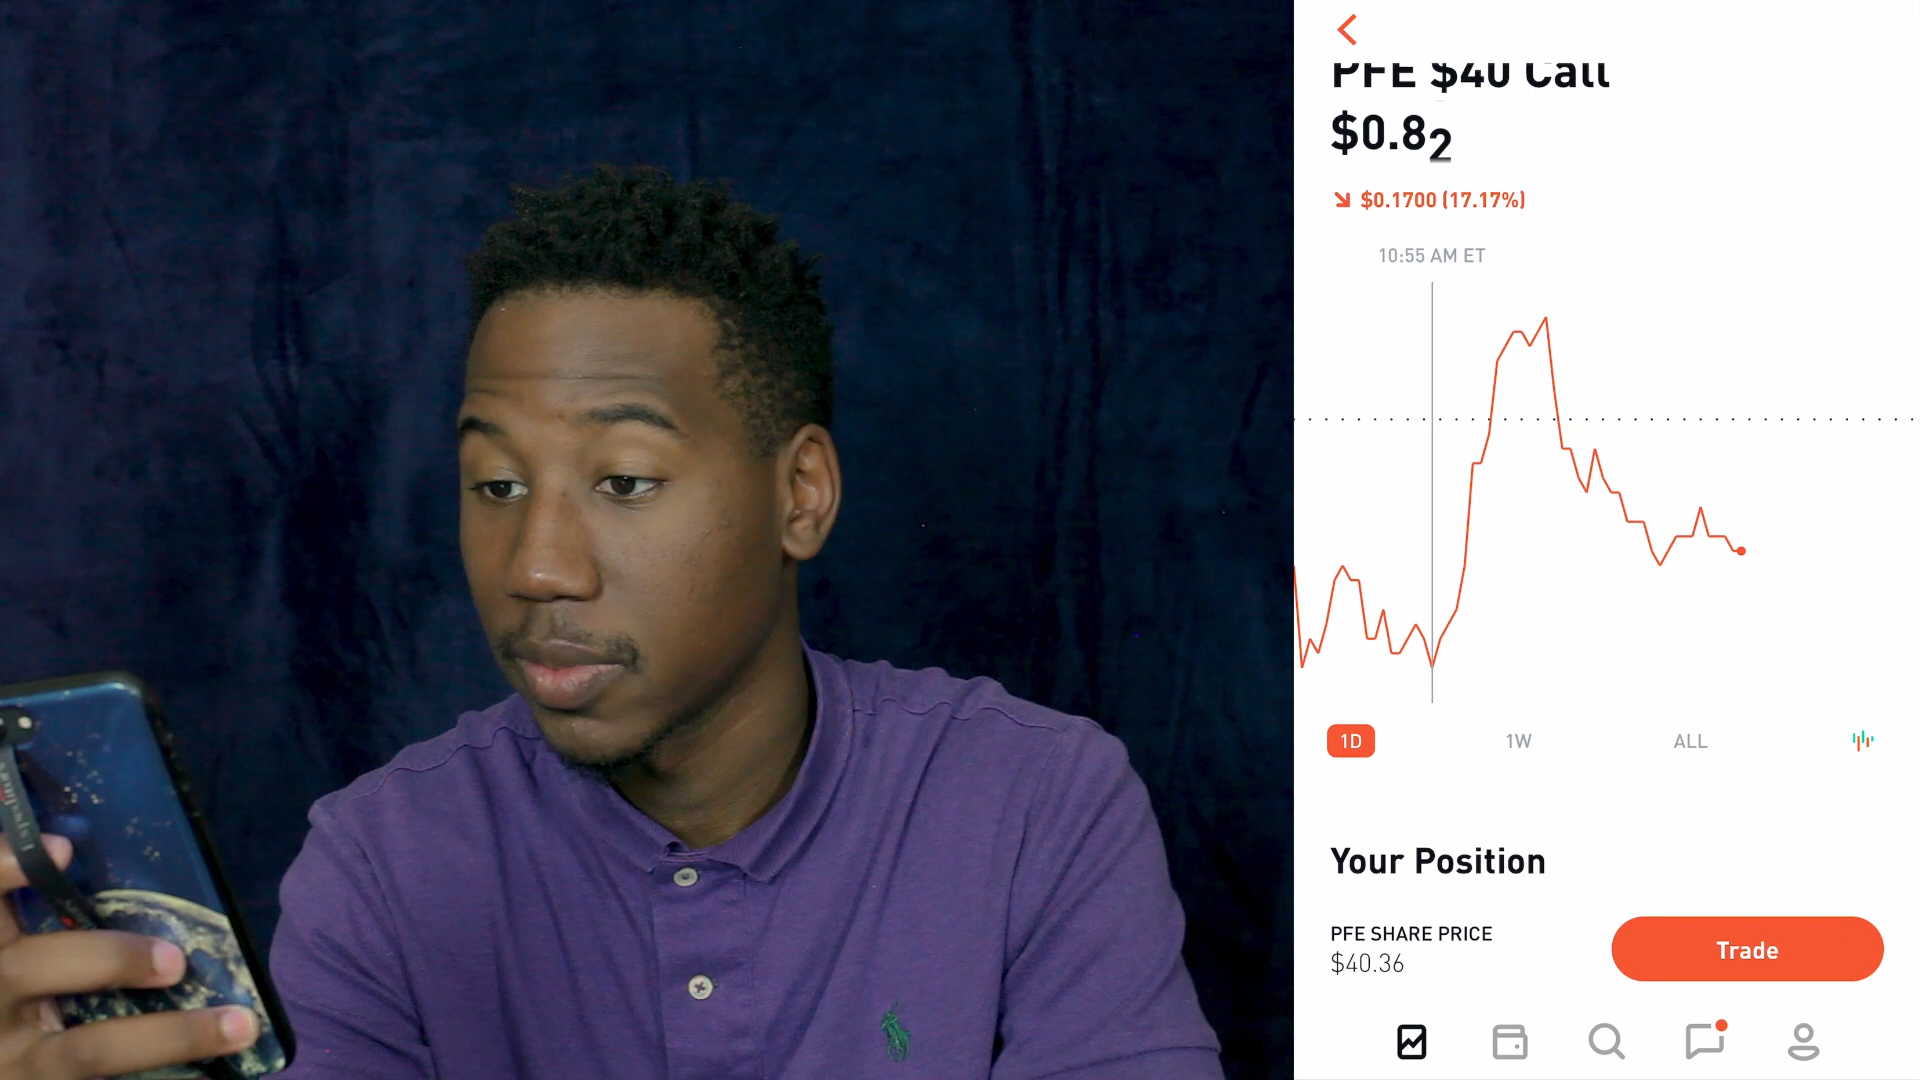 PFE $40 Call
$0.82
$0.1700 (17.17%)
10:55 AM ET
1D
1W
ALL
Your Position
PFE SHARE PRICE
$40.36
Trade